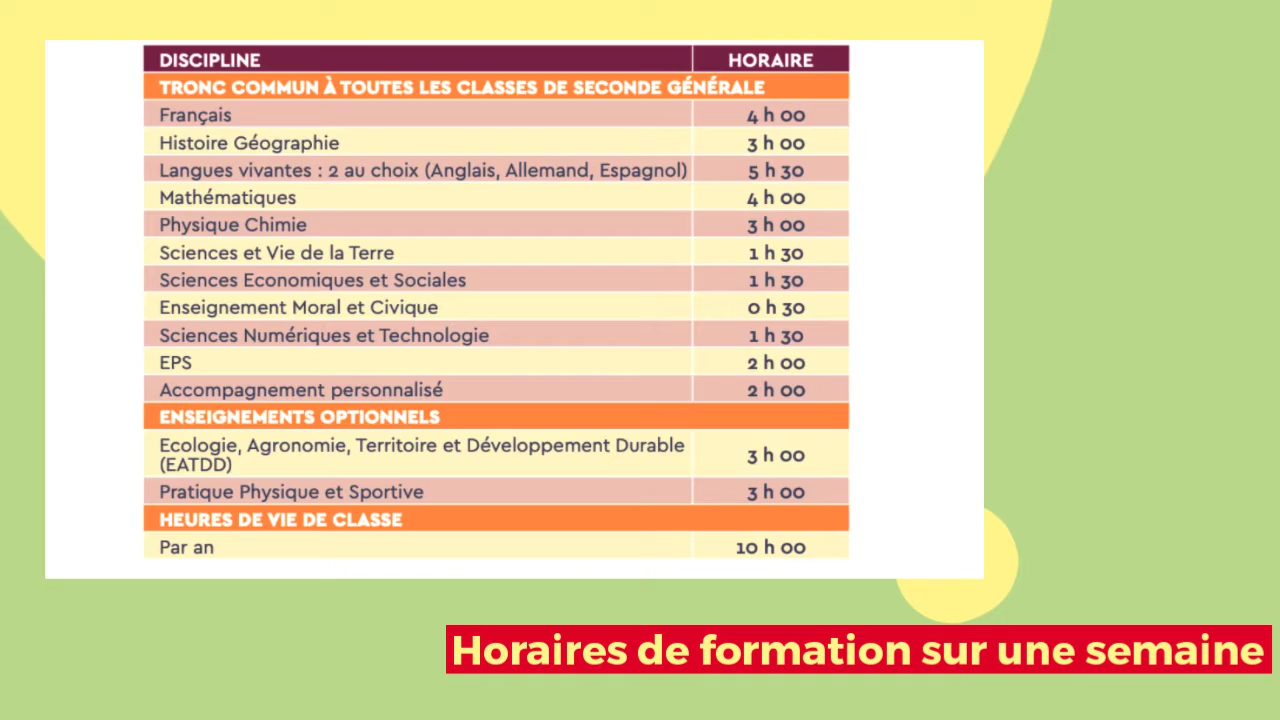 DISCIPLINE HORAIRE
TRONC COMMUN À TOUTES LES CLASSES DE SECONDE GÉNÉRALE
Français 4 h 00
Histoire Géographie 3 h 00
Langues vivantes : 2 au choix (Anglais, Allemand, Espagnol) 5 h 30
Mathématiques 4 h 00
Physique Chimie 3 h 00
Sciences et Vie de la Terre 1 h 30
Sciences Economiques et Sociales 1 h 30
Enseignement Moral et Civique 0 h 30
Sciences Numériques et Technologie 1 h 30
EPS 2 h 00
Accompagnement personnalisé 2 h 00
ENSEIGNEMENTS OPTIONNELS
Ecologie, Agronomie, Territoire et Développement Durable
(EATDD) 3 h 00
Pratique Physique et Sportive 3 h 00
HEURES DE VIE DE CLASSE
Par an 10 h 00
Horaires de formation sur une semaine